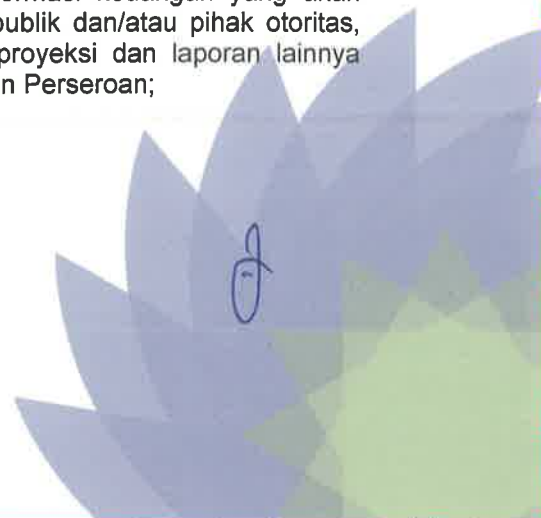 publik dan/atau pihak otoritas,
proyeksi dan laporan lainnya
n Perseroan;